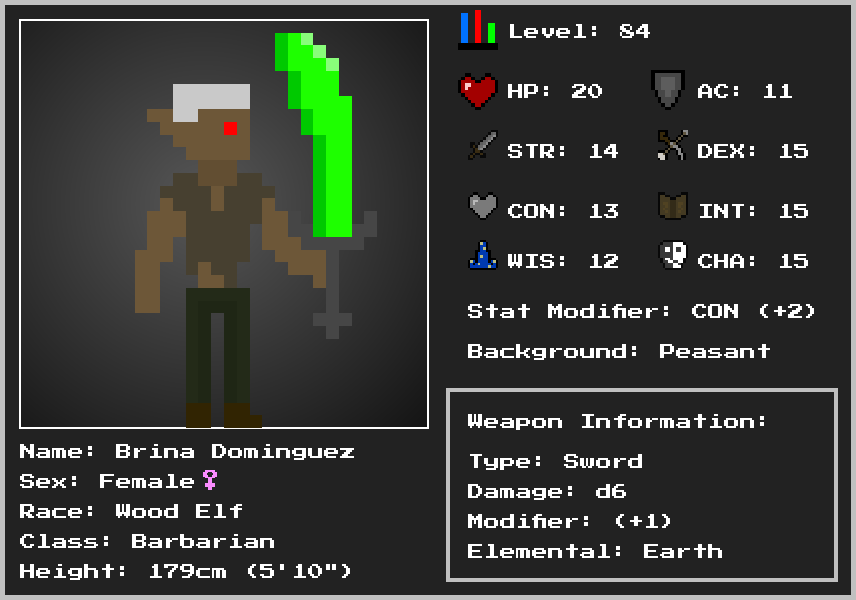 Level: 84
HP: 20
AC: 11
STR: 14
DEX: 15
CON: 13
INT: 15
WIS: 12
CHA: 15
Stat Modifier: CON (+2)
Background: Peasant
Weapon Information:
Type: Sword
Damage: d6
Modifier: (+1)
Elemental: Earth
Name: Brina Dominguez
Sex: Female♀
Race: Wood Elf
Class: Barbarian
Height: 179cm (5'10")